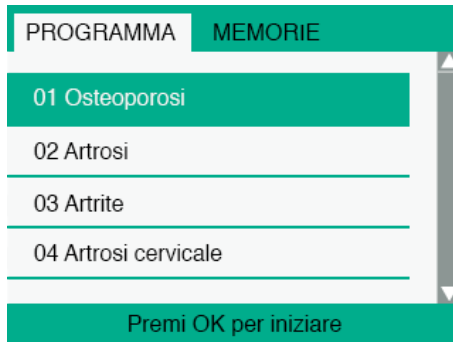 PROGRAMMA MEMORIE
01 Osteoporosi
02 Artrosi
03 Artrite
04 Artrosi cervicale
Premi OK per iniziare